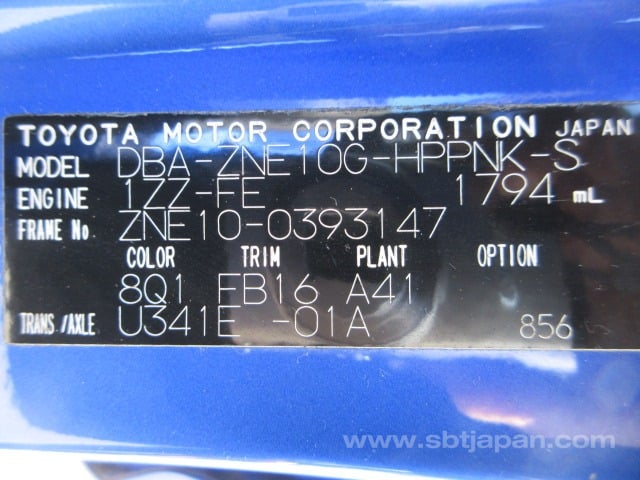 TOYOTA MOTOR CORPORATION JAPAN
MODEL DBA-ZNE10G-HPPNK-S
ENGINE 1ZZ-FE 1794 mL
FRAME No ZNE10-0393147
COLOR TRIM PLANT OPTION
8Q1 FB16 A41
TRANS./AXLE U341E -01A 856
www.sbtjapan.com